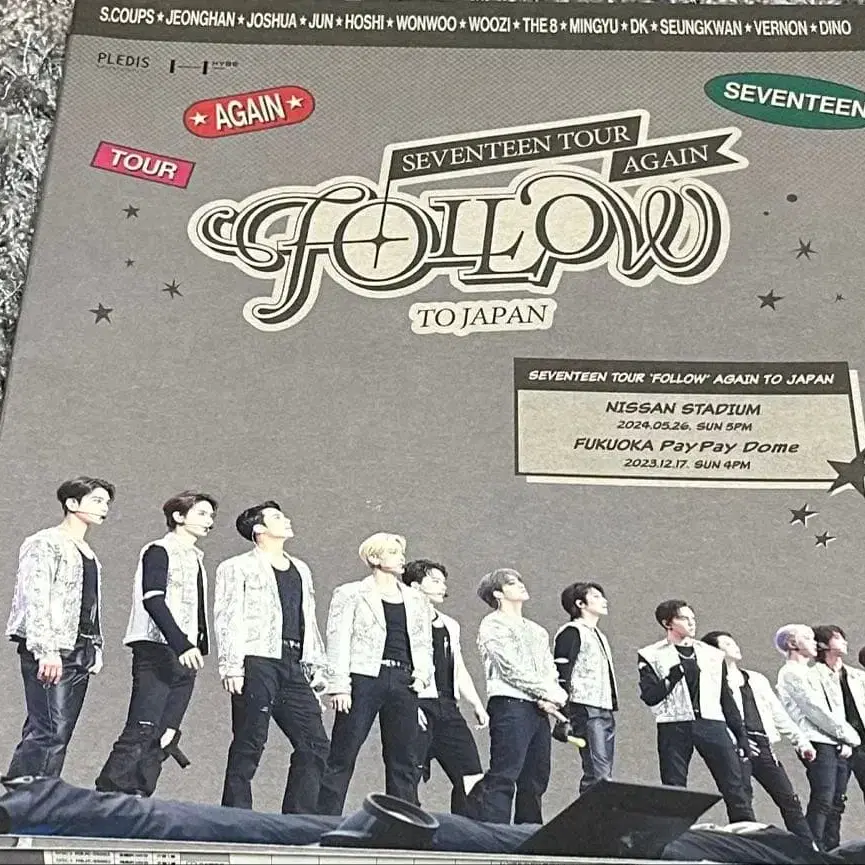 S.COUPS★JEONGHAN★JOSHUA★JUN★HOSHI★WONWOO★WOOZI★THE 8★MINGYU★DK★SEUNGKWAN★VERNON★DINO
PLEDIS HYBE
★ AGAIN ★
SEVENTEEN
TOUR
SEVENTEEN TOUR
AGAIN
FOLLOW
TO JAPAN
SEVENTEEN TOUR 'FOLLOW' AGAIN TO JAPAN
NISSAN STADIUM
2024.05.26. SUN 5PM
FUKUOKA PayPay Dome
2023.12.17. SUN 4PM